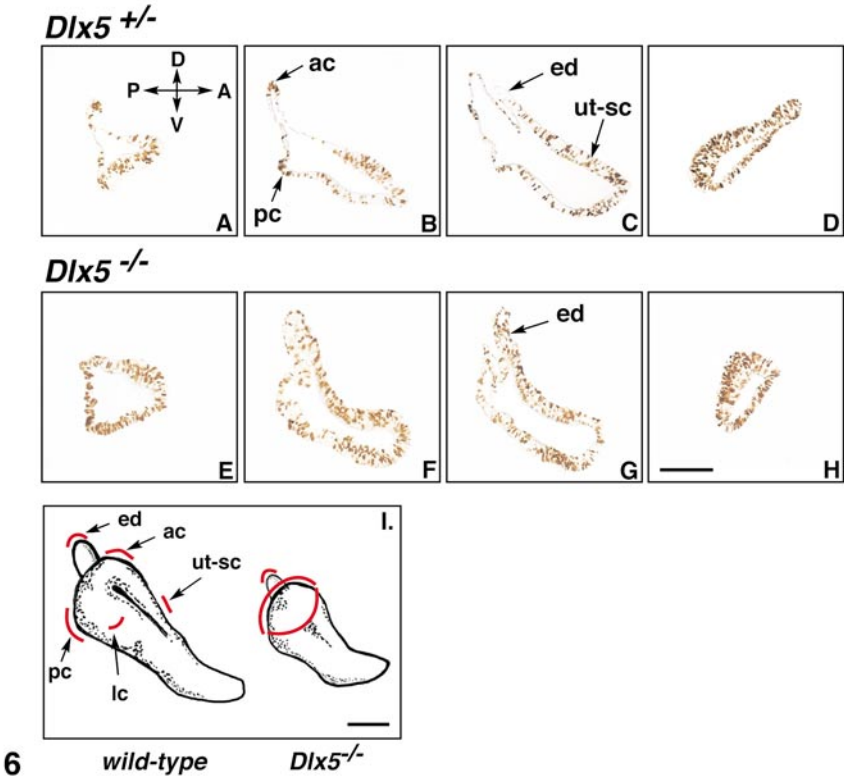 Dlx5 +/-
D
P A
V
A
ac
pc
B
ed
ut-sc
C
D
Dlx5 -/-
E
F
ed
G
H
I.
ed
ac
ut-sc
pc
lc
6
wild-type
Dlx5-/-